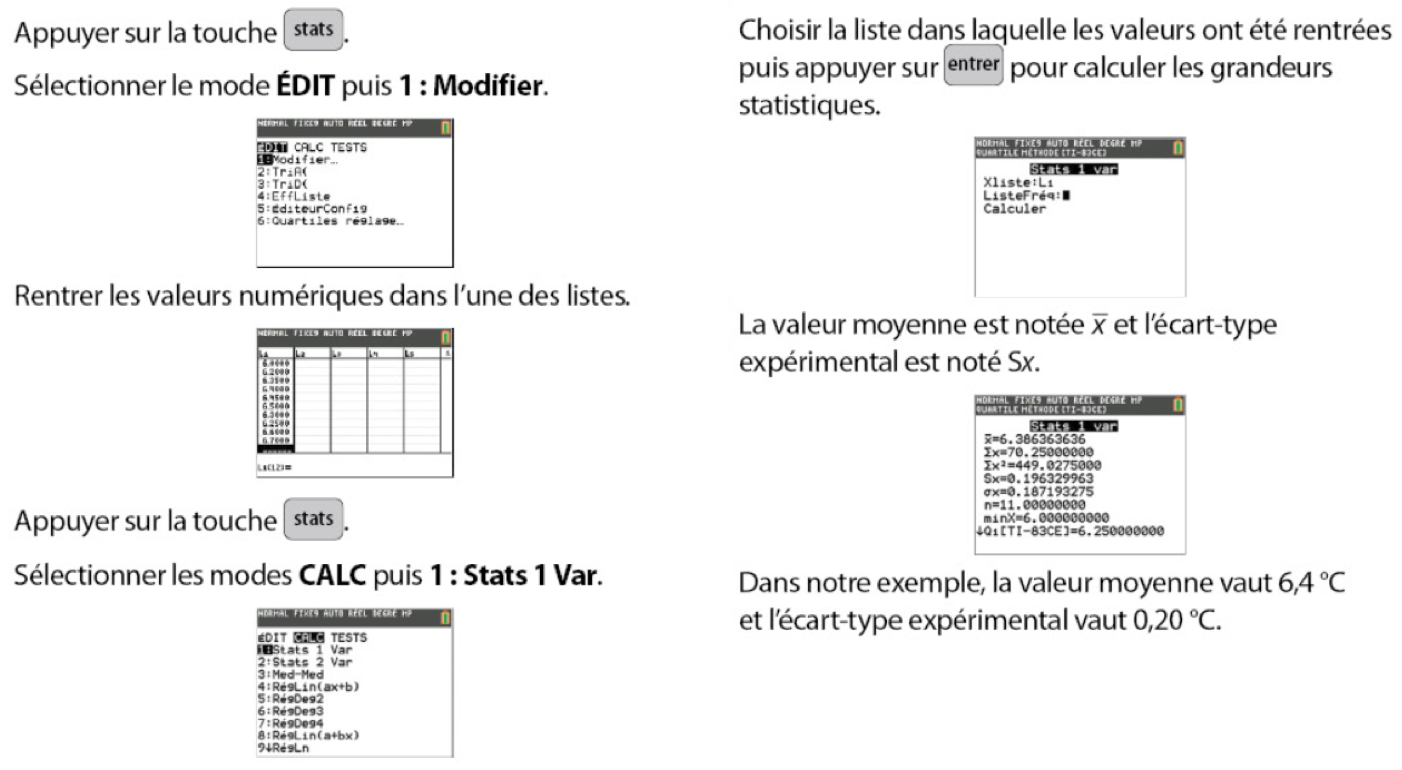 Appuyer sur la touche stats.
Sélectionner le mode ÉDIT puis 1 : Modifier.
NORMAL FIXE9 AUTO RÉEL DEGRÉ MP
ÉDIT CALC TESTS
1:Modifier…
2:TriA(
3:TriD(
4:EffListe
5:éditeurConfig
6:Quartiles réglage…
Rentrer les valeurs numériques dans l'une des listes.
NORMAL FIXE9 AUTO RÉEL DEGRÉ MP
L1 L2 L3 L4 L5
6.0000
6.2000
6.3500
6.4000
6.4500
6.5000
6.3000
6.2500
6.6000
6.7000
L1(12)=
Appuyer sur la touche stats.
Sélectionner les modes CALC puis 1 : Stats 1 Var.
NORMAL FIXE9 AUTO RÉEL DEGRÉ MP
ÉDIT CALC TESTS
1:Stats 1 Var
2:Stats 2 Var
3:Med-Med
4:RégLin(ax+b)
5:RégDeg2
6:RégDeg3
7:RégDeg4
8:RégLin(a+bx)
9↓RégLn
Choisir la liste dans laquelle les valeurs ont été rentrées
puis appuyer sur entrer pour calculer les grandeurs
statistiques.
NORMAL FIXE9 AUTO RÉEL DEGRÉ MP
QUARTILE MÉTHODE [TI-83CE]
Stats 1 var
Xliste:L1
ListeFréq:
Calculer
La valeur moyenne est notée x̅ et l'écart-type
expérimental est noté Sx.
NORMAL FIXE9 AUTO RÉEL DEGRÉ MP
QUARTILE MÉTHODE [TI-83CE]
Stats 1 var
x̅=6.386363636
Σx=70.25000000
Σx²=449.0275000
Sx=0.196329963
σx=0.187193275
n=11.00000000
minX=6.000000000
↓Q1[TI-83CE]=6.250000000
Dans notre exemple, la valeur moyenne vaut 6,4 °C
et l'écart-type expérimental vaut 0,20 °C.